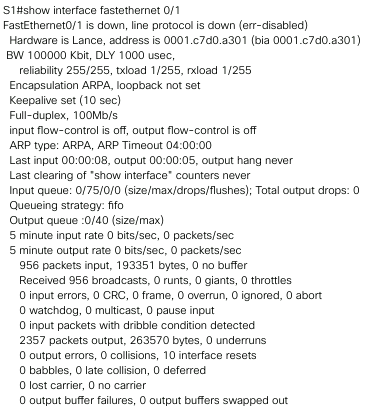 S1#show interface fastethernet 0/1
FastEthernet0/1 is down, line protocol is down (err-disabled)
Hardware is Lance, address is 0001.c7d0.a301 (bia 0001.c7d0.a301)
BW 100000 Kbit, DLY 1000 usec,
reliability 255/255, txload 1/255, rxload 1/255
Encapsulation ARPA, loopback not set
Keepalive set (10 sec)
Full-duplex, 100Mb/s
input flow-control is off, output flow-control is off
ARP type: ARPA, ARP Timeout 04:00:00
Last input 00:00:08, output 00:00:05, output hang never
Last clearing of "show interface" counters never
Input queue: 0/75/0/0 (size/max/drops/flushes); Total output drops: 0
Queueing strategy: fifo
Output queue :0/40 (size/max)
5 minute input rate 0 bits/sec, 0 packets/sec
5 minute output rate 0 bits/sec, 0 packets/sec
956 packets input, 193351 bytes, 0 no buffer
Received 956 broadcasts, 0 runts, 0 giants, 0 throttles
0 input errors, 0 CRC, 0 frame, 0 overrun, 0 ignored, 0 abort
0 watchdog, 0 multicast, 0 pause input
0 input packets with dribble condition detected
2357 packets output, 263570 bytes, 0 underruns
0 output errors, 0 collisions, 10 interface resets
0 babbles, 0 late collision, 0 deferred
0 lost carrier, 0 no carrier
0 output buffer failures, 0 output buffers swapped out